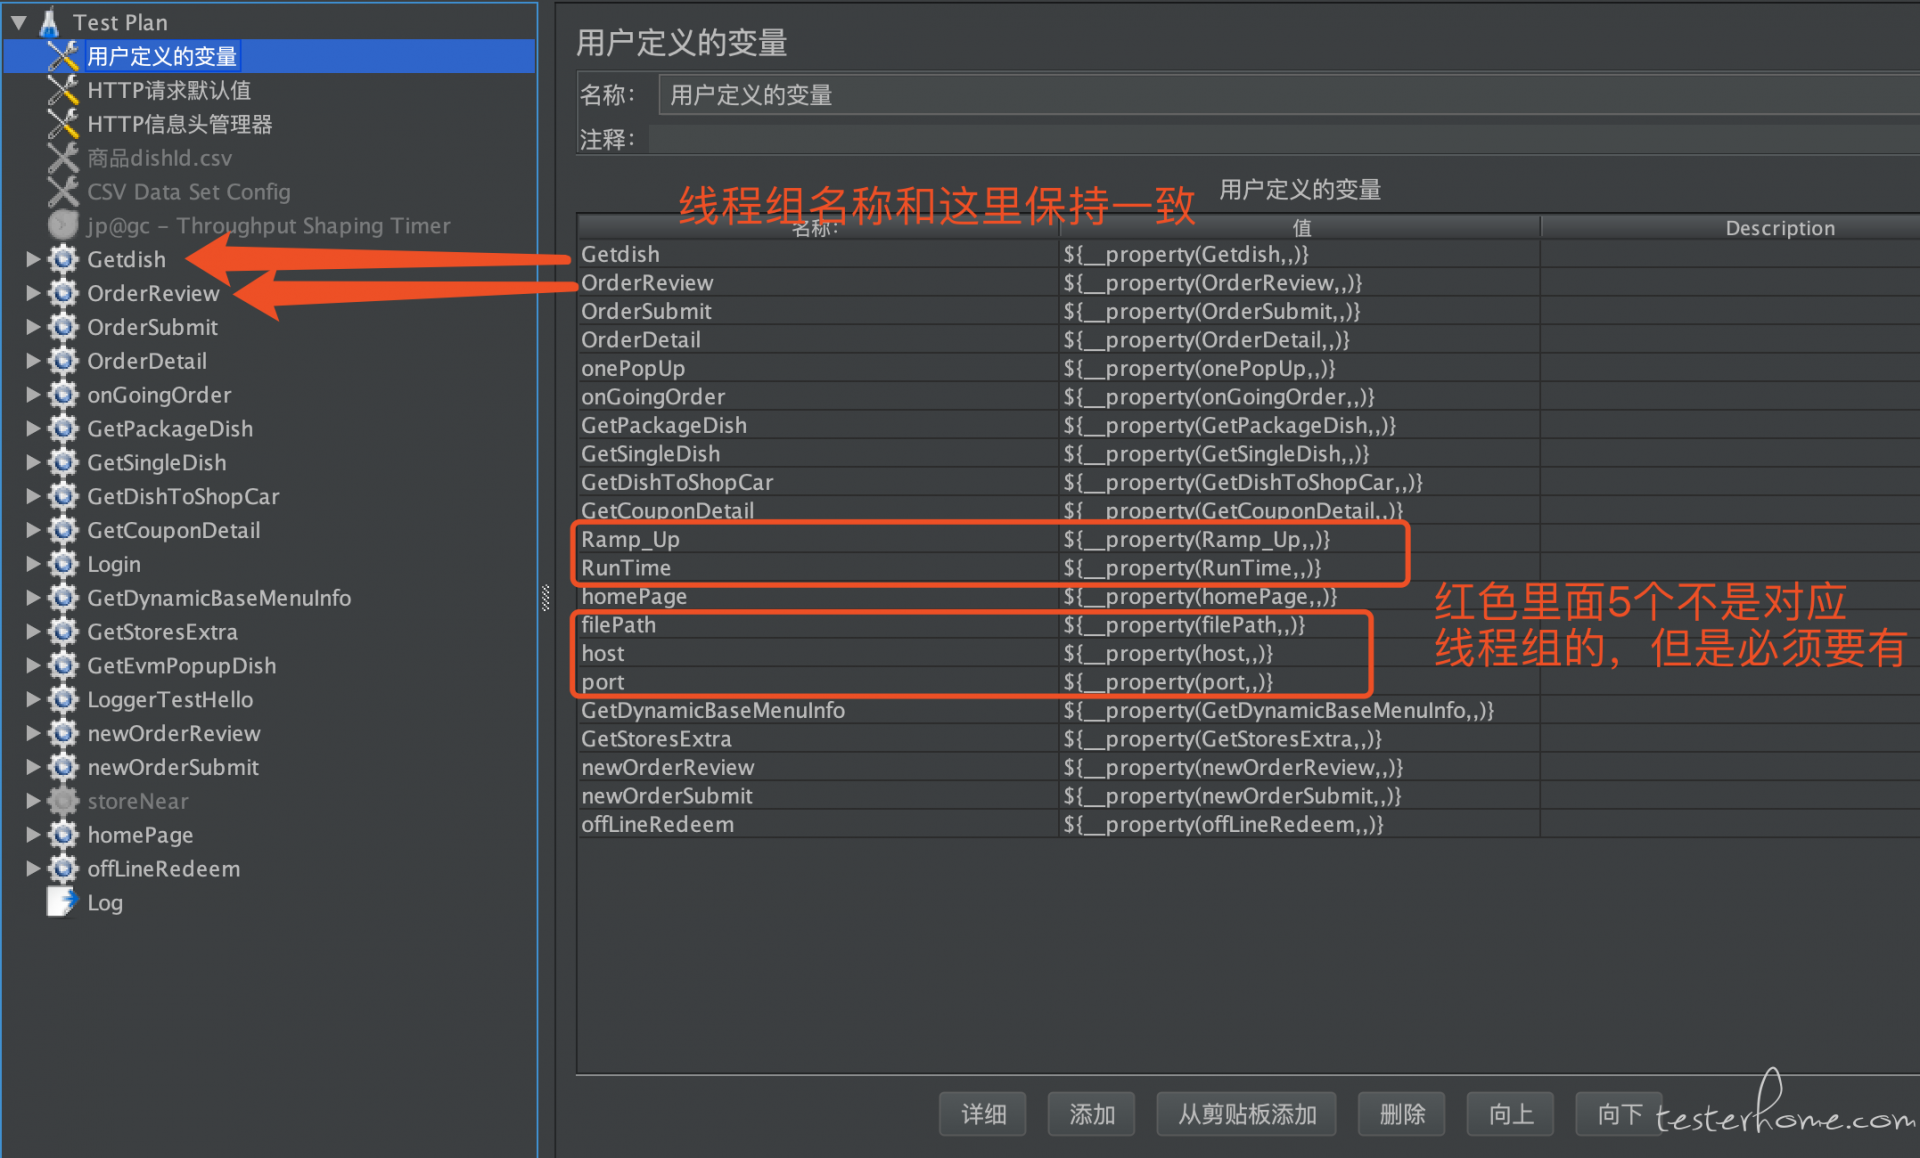 Test Plan
用户定义的变量
HTTP请求默认值
HTTP信息头管理器
商品dishId.csv
CSV Data Set Config
jp@gc - Throughput Shaping Timer
Getdish
OrderReview
OrderSubmit
OrderDetail
onGoingOrder
GetPackageDish
GetSingleDish
GetDishToShopCar
GetCouponDetail
Login
GetDynamicBaseMenuInfo
GetStoresExtra
GetEvmPopupDish
LoggerTestHello
newOrderReview
newOrderSubmit
storeNear
homePage
offLineRedeem
Log
用户定义的变量
名称： 用户定义的变量
注释：
线程组名称和这里保持一致
用户定义的变量
名称: 值 Description
Getdish ${__property(Getdish,,)}
OrderReview ${__property(OrderReview,,)}
OrderSubmit ${__property(OrderSubmit,,)}
OrderDetail ${__property(OrderDetail,,)}
onePopUp ${__property(onePopUp,,)}
onGoingOrder ${__property(onGoingOrder,,)}
GetPackageDish ${__property(GetPackageDish,,)}
GetSingleDish ${__property(GetSingleDish,,)}
GetDishToShopCar ${__property(GetDishToShopCar,,)}
GetCouponDetail ${__property(GetCouponDetail,,)}
Ramp_Up ${__property(Ramp_Up,,)}
RunTime ${__property(RunTime,,)}
homePage ${__property(homePage,,)}
filePath ${__property(filePath,,)}
host ${__property(host,,)}
port ${__property(port,,)}
GetDynamicBaseMenuInfo ${__property(GetDynamicBaseMenuInfo,,)}
GetStoresExtra ${__property(GetStoresExtra,,)}
newOrderReview ${__property(newOrderReview,,)}
newOrderSubmit ${__property(newOrderSubmit,,)}
offLineRedeem ${__property(offLineRedeem,,)}
红色里面5个不是对应
线程组的，但是必须要有
详细 添加 从剪贴板添加 删除 向上 向下
testerhome.com